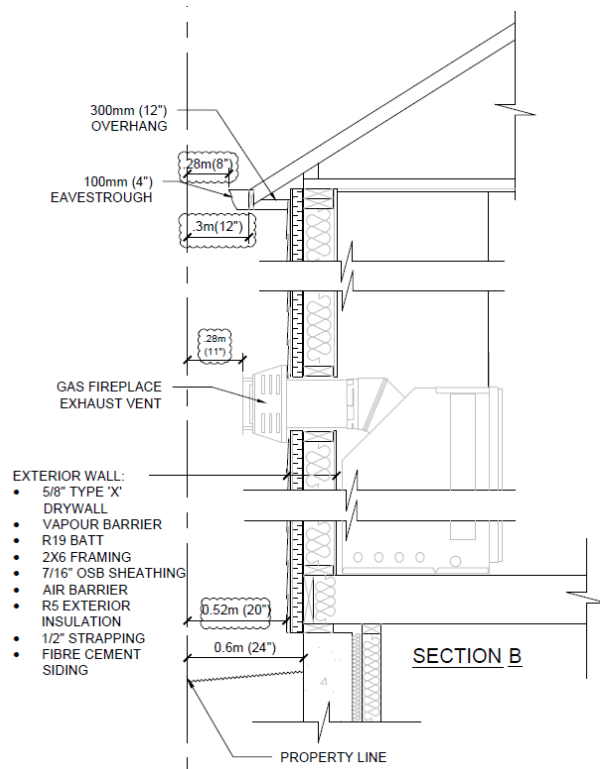 300mm (12")
OVERHANG
.28m(8")
100mm (4")
EAVESTROUGH
.3m(12")
.28m
(11")
GAS FIREPLACE
EXHAUST VENT
EXTERIOR WALL:
• 5/8" TYPE 'X'
DRYWALL
• VAPOUR BARRIER
• R19 BATT
• 2X6 FRAMING
• 7/16" OSB SHEATHING
• AIR BARRIER
• R5 EXTERIOR
INSULATION
• 1/2" STRAPPING
• FIBRE CEMENT
SIDING
0.52m (20")
0.6m (24")
SECTION B
PROPERTY LINE